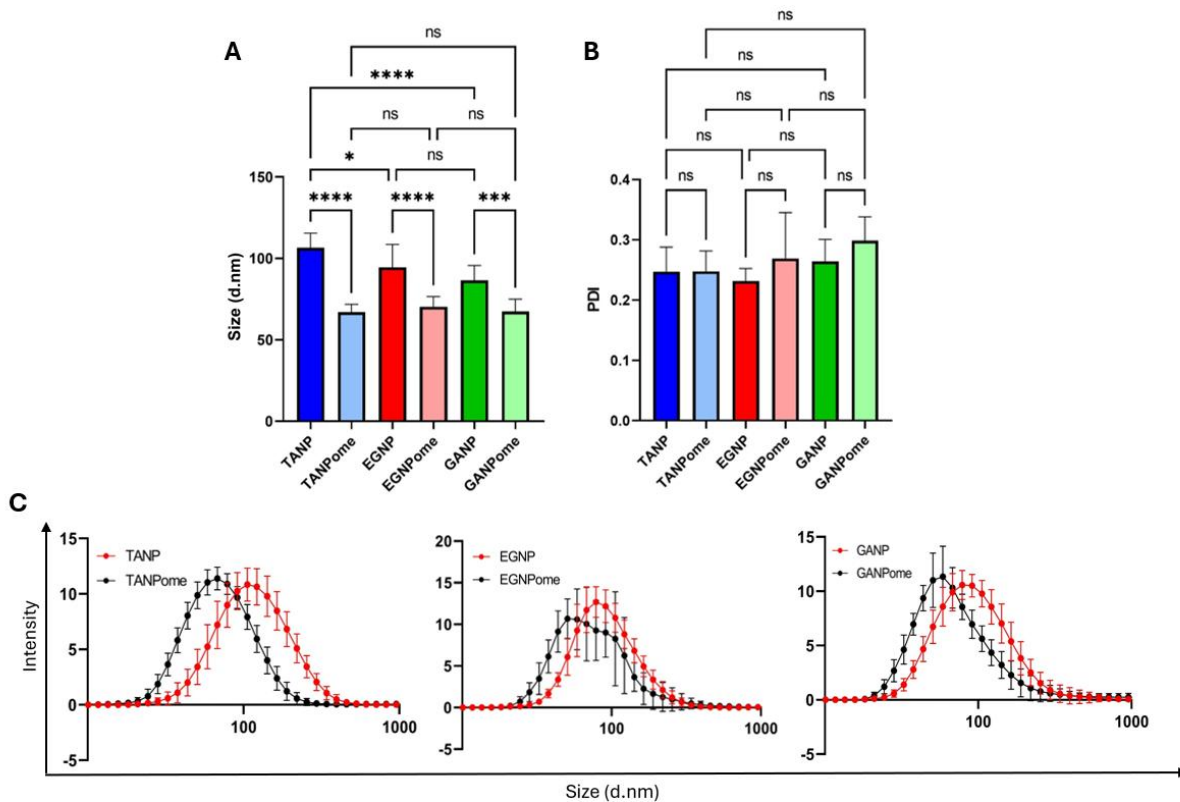 A
B
ns
ns
****
ns
ns
ns
ns
ns
*
ns
ns
ns
****
****
***
ns
ns
ns
150
100
50
0
Size (d.nm)
TANP
TANPome
EGNP
EGNPome
GANP
GANPome
0.4
0.3
0.2
0.1
0.0
PDI
TANP
TANPome
EGNP
EGNPome
GANP
GANPome
C
Intensity
15
10
5
0
-5
TANP
TANPome
100
1000
20
15
10
5
0
-5
EGNP
EGNPome
100
1000
15
10
5
0
-5
GANP
GANPome
100
1000
Size (d.nm)